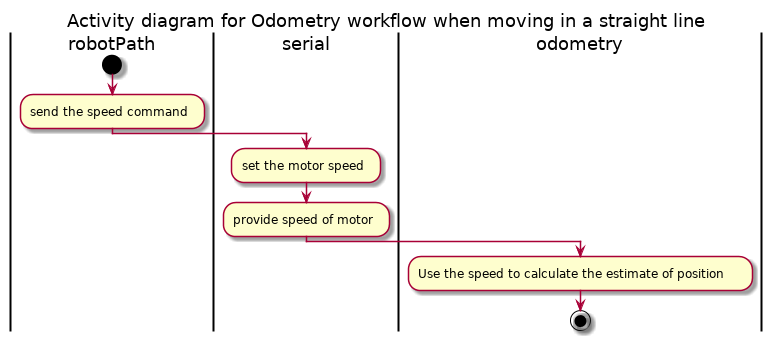 Activity diagram for Odometry workflow when moving in a straight line
robotPath
serial
odometry
send the speed command
set the motor speed
provide speed of motor
Use the speed to calculate the estimate of position